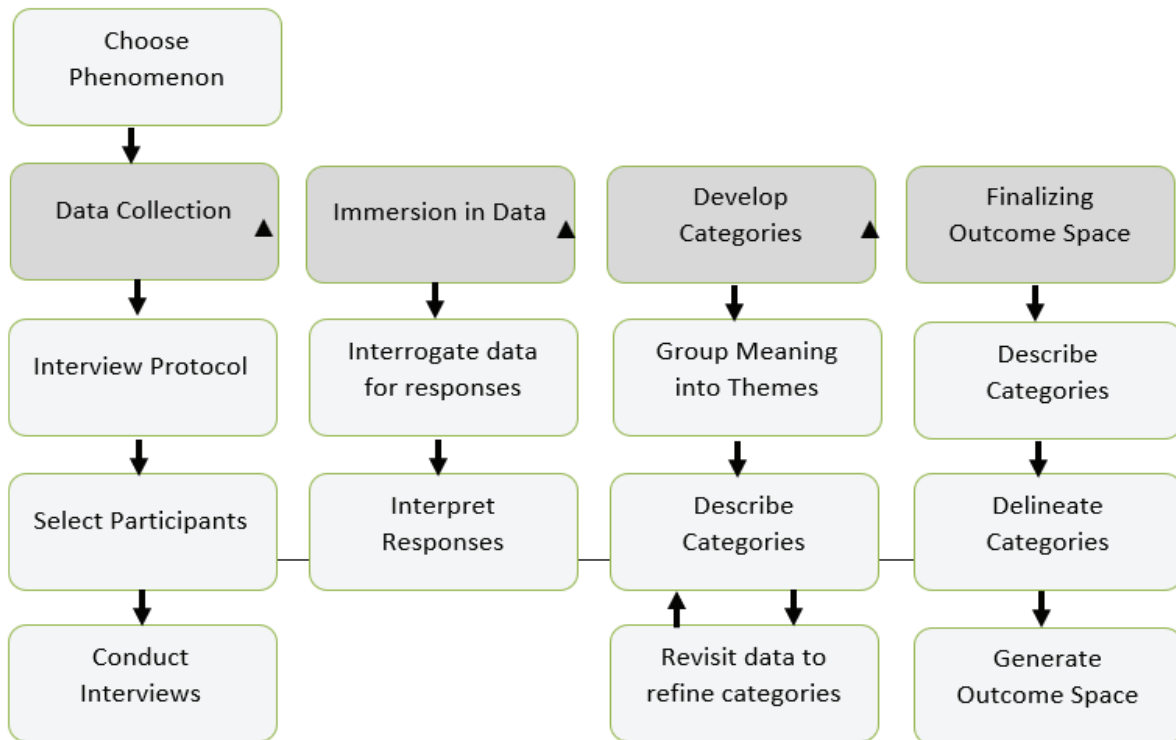 Choose
Phenomenon
Data Collection
Interview Protocol
Select Participants
Conduct
Interviews
Immersion in Data
Interrogate data
for responses
Interpret
Responses
Develop
Categories
Group Meaning
into Themes
Describe
Categories
Revisit data to
refine categories
Finalizing
Outcome Space
Describe
Categories
Delineate
Categories
Generate
Outcome Space